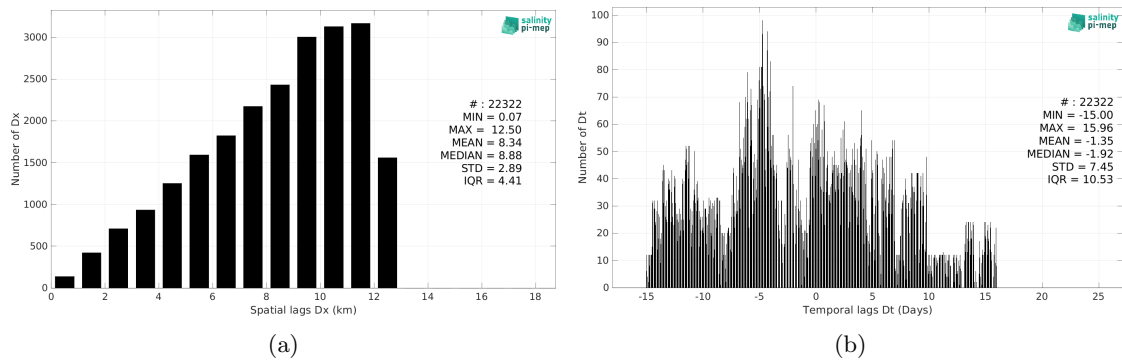 3000
2500
2000
1500
1000
500
0
Number of Dx
0 2 4 6 8 10 12 14 16 18
Spatial lags Dx (km)
salinity
pi-mep
# : 22322
MIN = 0.07
MAX = 12.50
MEAN = 8.34
MEDIAN = 8.88
STD = 2.89
IQR = 4.41
(a)
100
90
80
70
60
50
40
30
20
10
0
Number of Dt
-15 -10 -5 0 5 10 15 20 25
Temporal lags Dt (Days)
salinity
pi-mep
# : 22322
MIN = -15.00
MAX = 15.96
MEAN = -1.35
MEDIAN = -1.92
STD = 7.45
IQR = 10.53
(b)